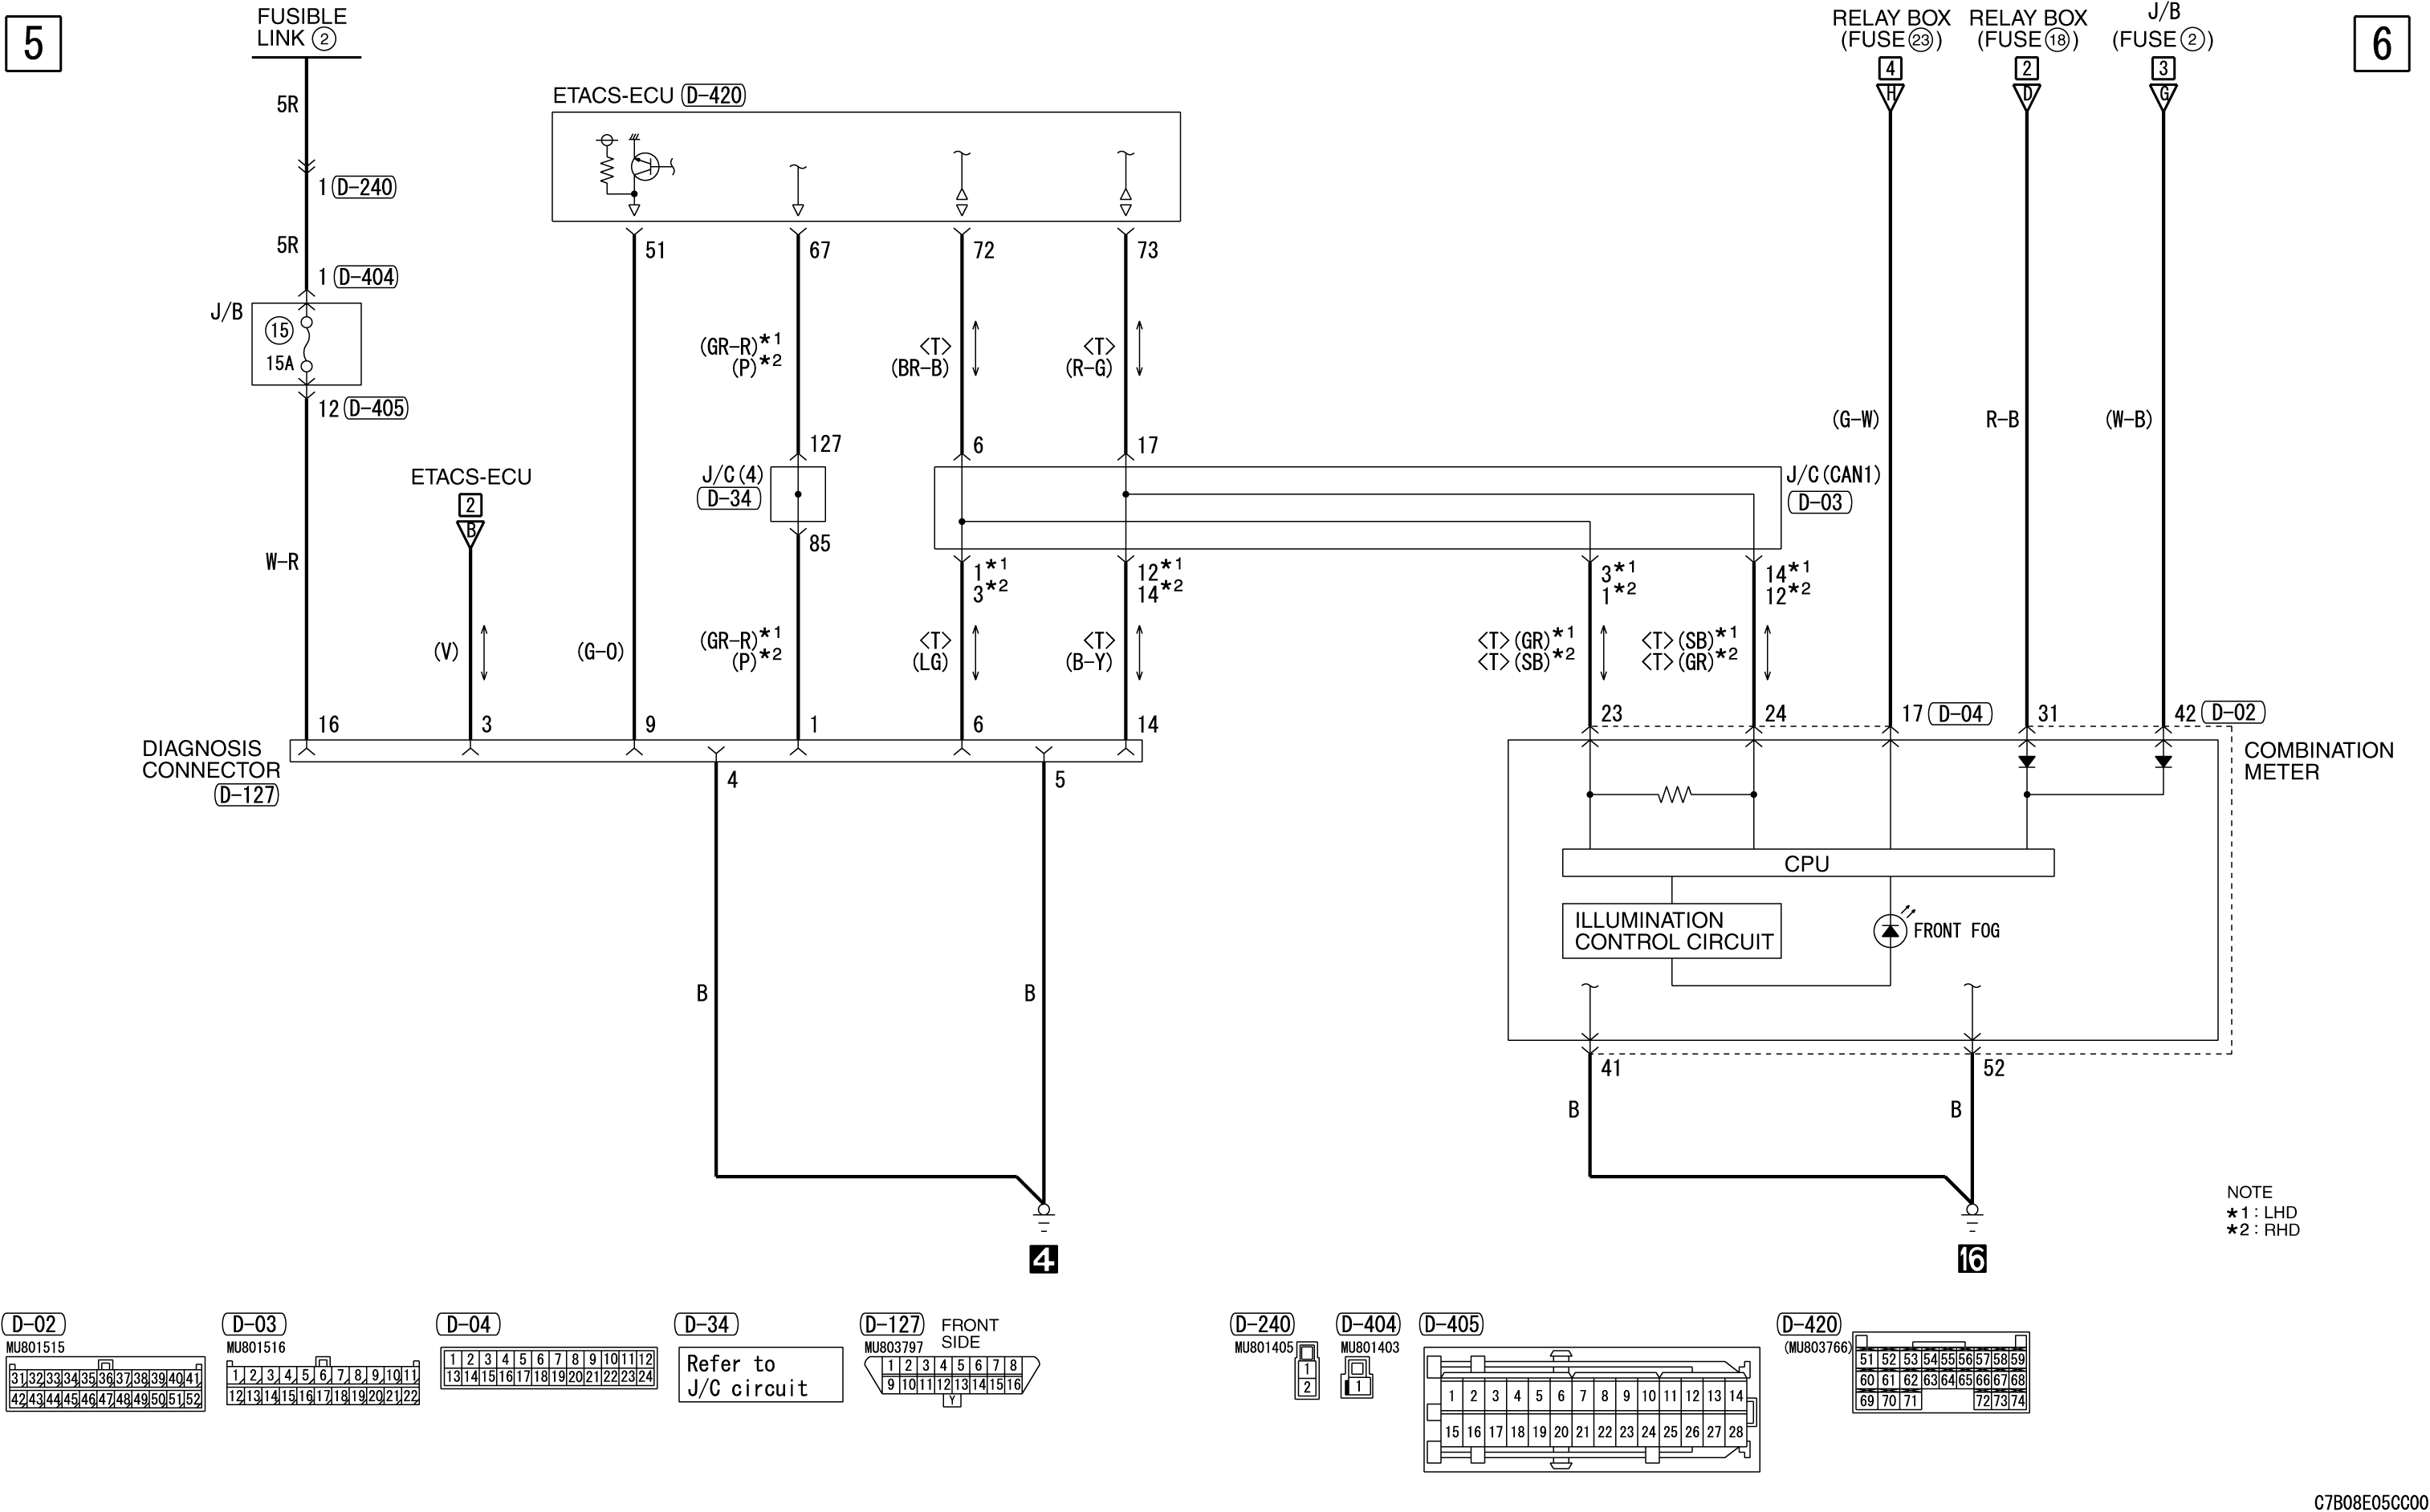 5
FUSIBLE
LINK ②
5R
1 D-240
5R
1 D-404
J/B
15
15A
12 D-405
W-R
ETACS-ECU
2
B
(V)
ETACS-ECU D-420
51
67
72
73
(GR-R)*1
(P)*2
<T>
(BR-B)
<T>
(R-G)
127
J/C(4)
D-34
85
6
17
J/C(CAN1)
D-03
1*1
3*2
12*1
14*2
3*1
1*2
14*1
12*2
(G-O)
(GR-R)*1
(P)*2
<T>
(LG)
<T>
(B-Y)
<T>(GR)*1
<T>(SB)*2
<T>(SB)*1
<T>(GR)*2
16
3
9
1
6
14
DIAGNOSIS
CONNECTOR
D-127
4
5
B
B
4
RELAY BOX
(FUSE㉓)
4
H
RELAY BOX
(FUSE⑱)
2
D
J/B
(FUSE②)
3
G
6
(G-W)
R-B
(W-B)
23
24
17 D-04
31
42 D-02
COMBINATION
METER
CPU
ILLUMINATION
CONTROL CIRCUIT
FRONT FOG
41
52
B
B
16
NOTE
*1 : LHD
*2 : RHD
D-02
MU801515
31 32 33 34 35 36 37 38 39 40 41
42 43 44 45 46 47 48 49 50 51 52
D-03
MU801516
1 2 3 4 5 6 7 8 9 10 11
12 13 14 15 16 17 18 19 20 21 22
D-04
1 2 3 4 5 6 7 8 9 10 11 12
13 14 15 16 17 18 19 20 21 22 23 24
D-34
Refer to
J/C circuit
D-127
MU803797
FRONT
SIDE
1 2 3 4 5 6 7 8
9 10 11 12 13 14 15 16
Y
D-240
MU801405
1
2
D-404
MU801403
1
D-405
1 2 3 4 5 6 7 8 9 10 11 12 13 14
15 16 17 18 19 20 21 22 23 24 25 26 27 28
D-420
(MU803766)
51 52 53 54 55 56 57 58 59
60 61 62 63 64 65 66 67 68
69 70 71 72 73 74
C7B08E05CC00